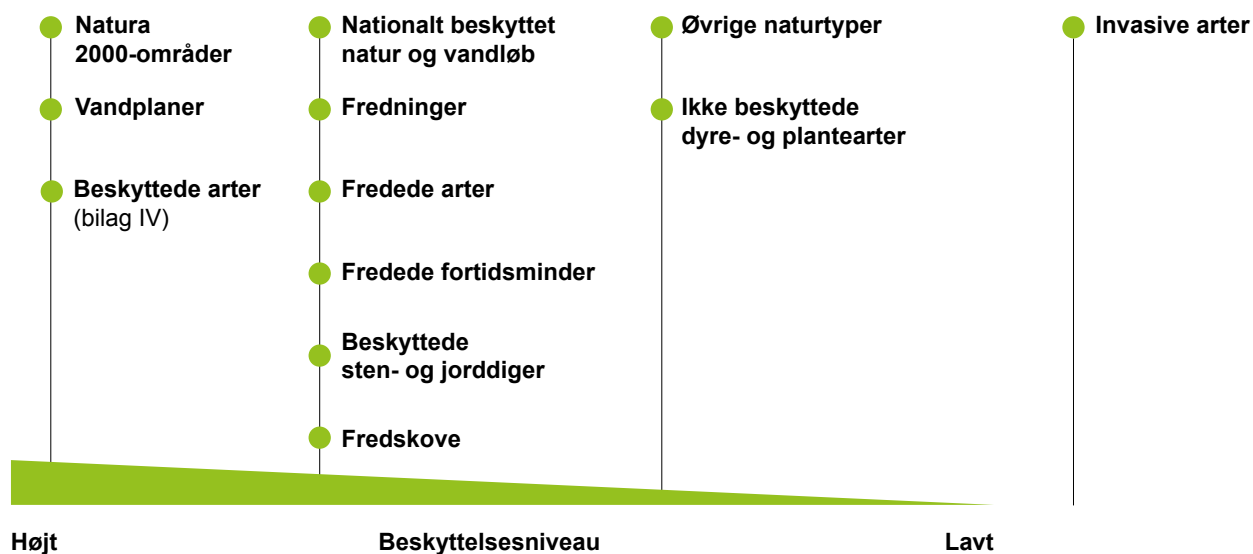 Natura
2000-områder
Vandplaner
Beskyttede arter
(bilag IV)
Nationalt beskyttet
natur og vandløb
Fredninger
Fredede arter
Fredede fortidsminder
Beskyttede
sten- og jorddiger
Fredskove
Øvrige naturtyper
Ikke beskyttede
dyre- og plantearter
Invasive arter
Højt
Beskyttelsesniveau
Lavt